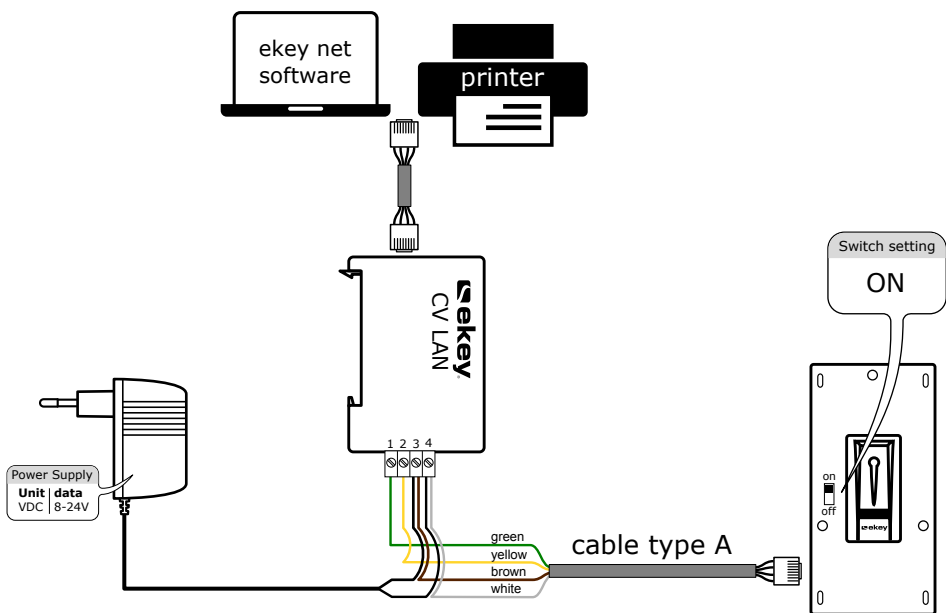 ekey net
software
printer
ekey
CV LAN
Switch setting
ON
1 2 3 4
Power Supply
Unit data
VDC 8-24V
on
off
ekey
green
yellow
brown
white
cable type A